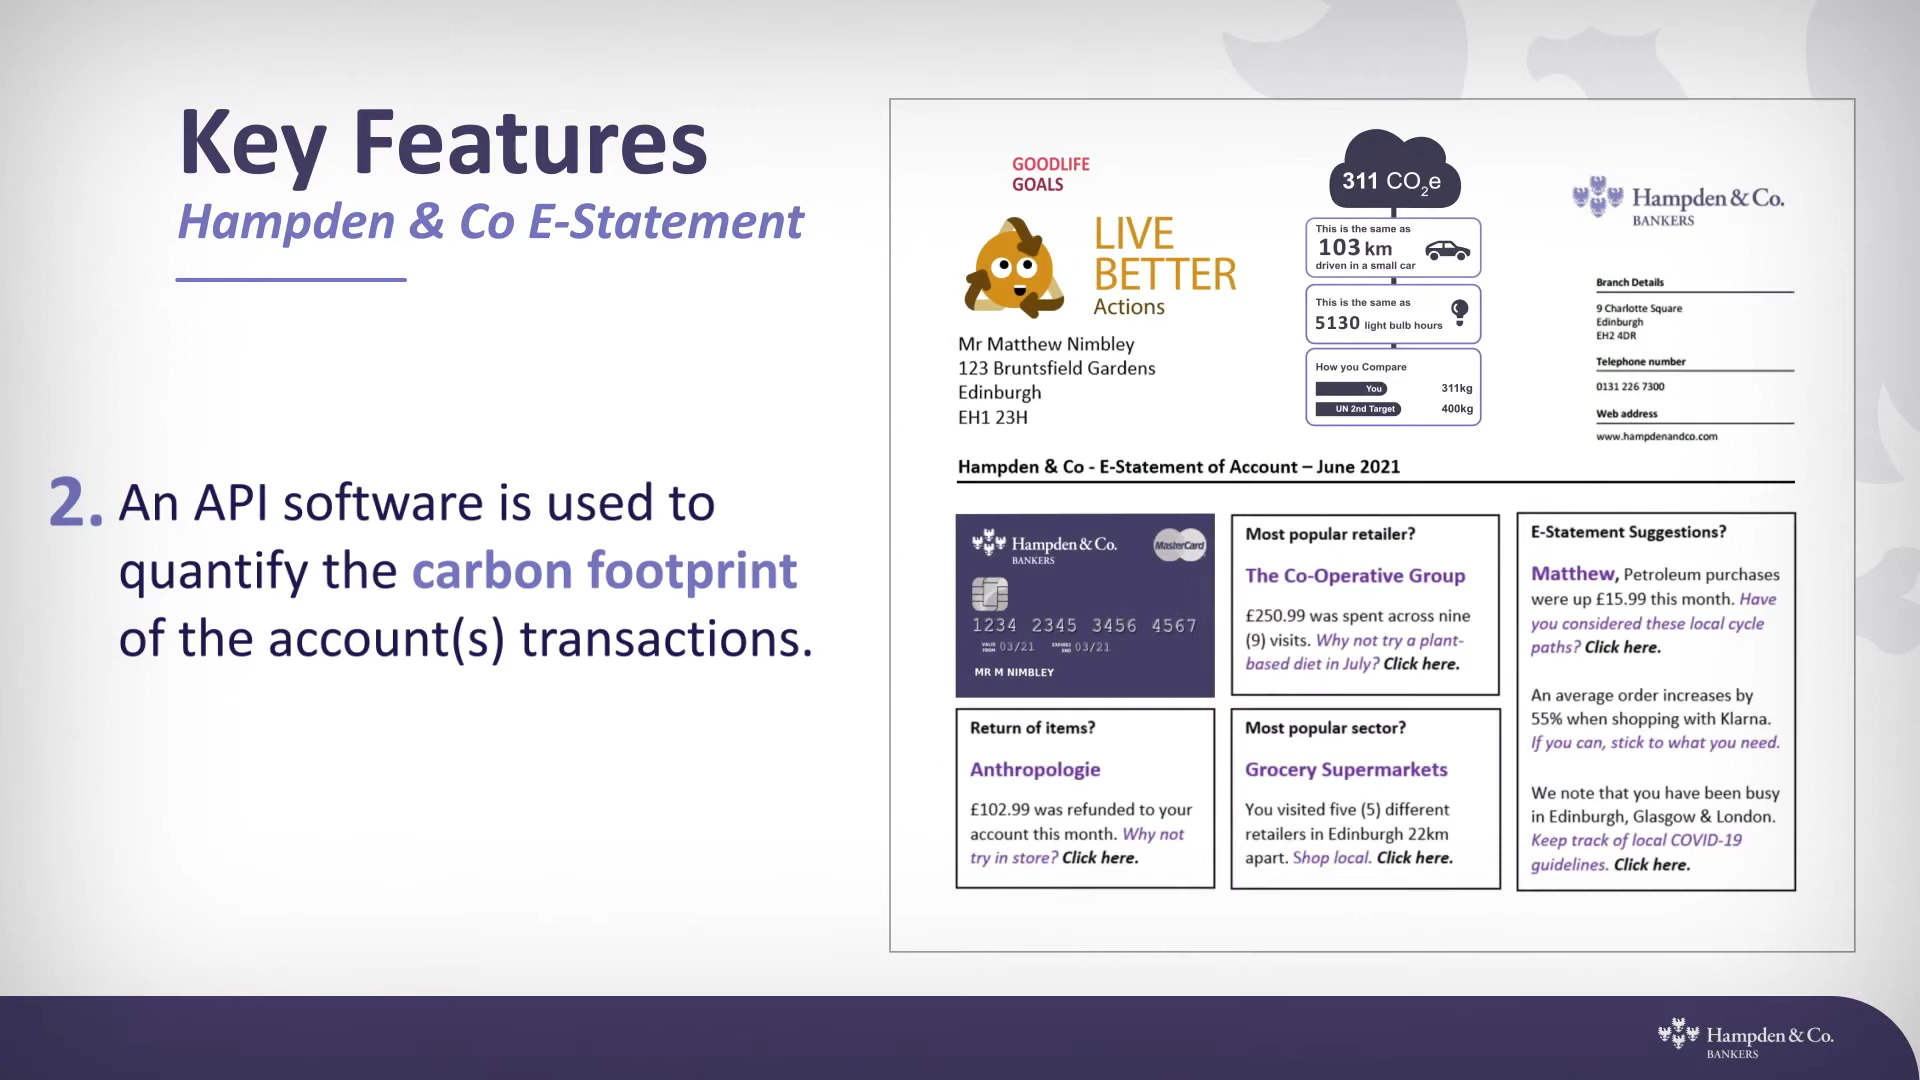 Key Features
Hampden & Co E-Statement
2. An API software is used to
quantify the carbon footprint
of the account(s) transactions.
GOODLIFE
GOALS
LIVE
BETTER
Actions
Mr Matthew Nimbley
123 Bruntsfield Gardens
Edinburgh
EH1 23H
311 CO2e
This is the same as
103 km
driven in a small car
This is the same as
5130 light bulb hours
How you Compare
You 311kg
UN 2nd Target 400kg
Hampden & Co.
BANKERS
Branch Details
9 Charlotte Square
Edinburgh
EH2 4DR
Telephone number
0131 226 7300
Web address
www.hampdenandco.com
Hampden & Co - E-Statement of Account – June 2021
Hampden & Co.
BANKERS
MasterCard
1234 2345 3456 4567
VALID FROM 03/21 EXPIRES END 03/21
MR M NIMBLEY
Most popular retailer?
The Co-Operative Group
£250.99 was spent across nine
(9) visits. Why not try a plant-
based diet in July? Click here.
E-Statement Suggestions?
Matthew, Petroleum purchases
were up £15.99 this month. Have
you considered these local cycle
paths? Click here.
An average order increases by
55% when shopping with Klarna.
If you can, stick to what you need.
We note that you have been busy
in Edinburgh, Glasgow & London.
Keep track of local COVID-19
guidelines. Click here.
Return of items?
Anthropologie
£102.99 was refunded to your
account this month. Why not
try in store? Click here.
Most popular sector?
Grocery Supermarkets
You visited five (5) different
retailers in Edinburgh 22km
apart. Shop local. Click here.
Hampden & Co.
BANKERS